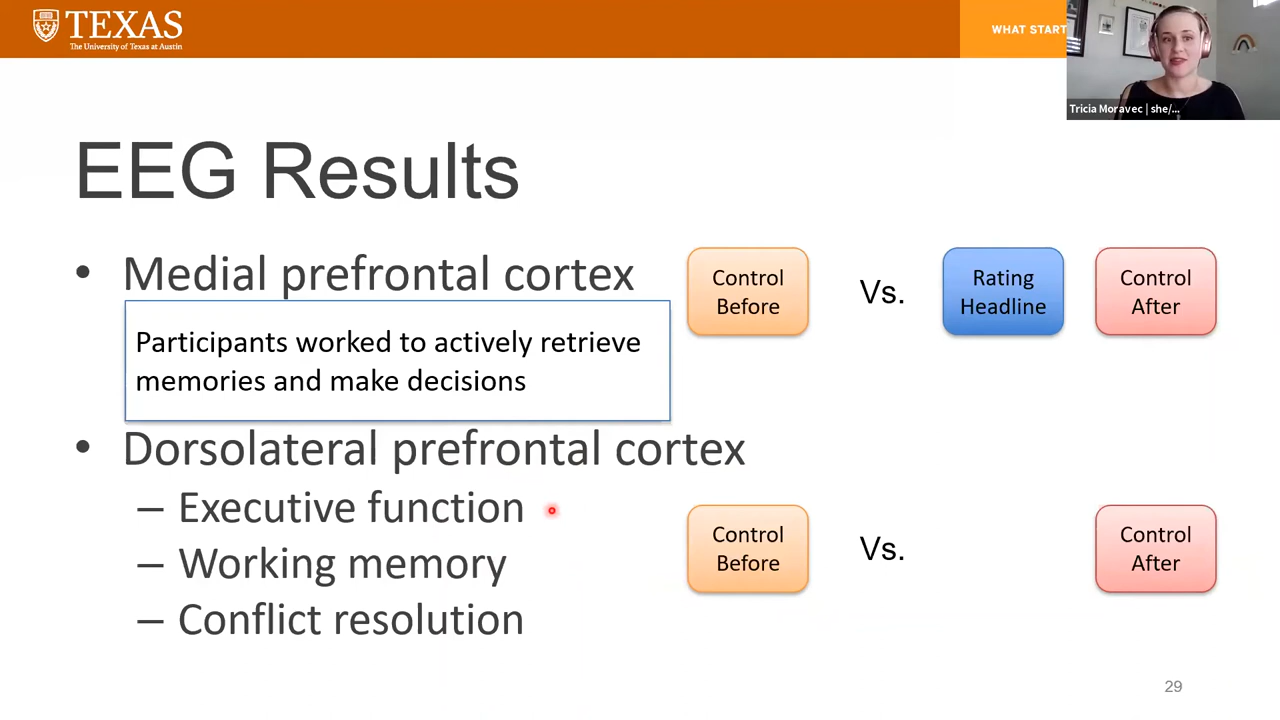 TEXAS
The University of Texas at Austin
WHAT START
Tricia Moravec | she/...
EEG Results
• Medial prefrontal cortex
Participants worked to actively retrieve
memories and make decisions
Control
Before
Vs.
Rating
Headline
Control
After
• Dorsolateral prefrontal cortex
– Executive function
– Working memory
– Conflict resolution
Control
Before
Vs.
Control
After
29